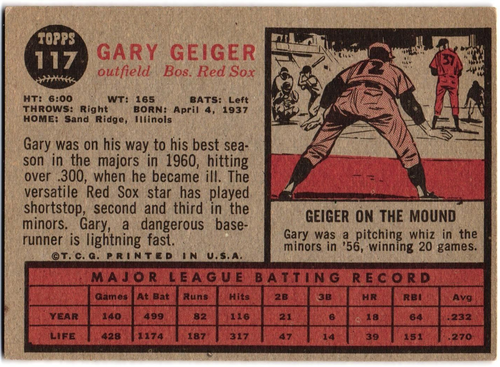 TOPPS
117
GARY GEIGER
outfield Bos. Red Sox
HT: 6:00 WT: 165 BATS: Left
THROWS: Right BORN: April 4, 1937
HOME: Sand Ridge, Illinois
Gary was on his way to his best sea-
son in the majors in 1960, hitting
over .300, when he became ill. The
versatile Red Sox star has played
shortstop, second and third in the
minors. Gary, a dangerous base-
runner is lightning fast.
©T.C.G. PRINTED IN U.S.A.
12
37
GEIGER ON THE MOUND
Gary was a pitching whiz in the
minors in '56, winning 20 games.
MAJOR LEAGUE BATTING RECORD
Games At Bat Runs Hits 2B 3B HR RBI Avg
YEAR 140 499 82 116 21 6 18 64 .232
LIFE 428 1174 187 317 47 14 39 151 .270